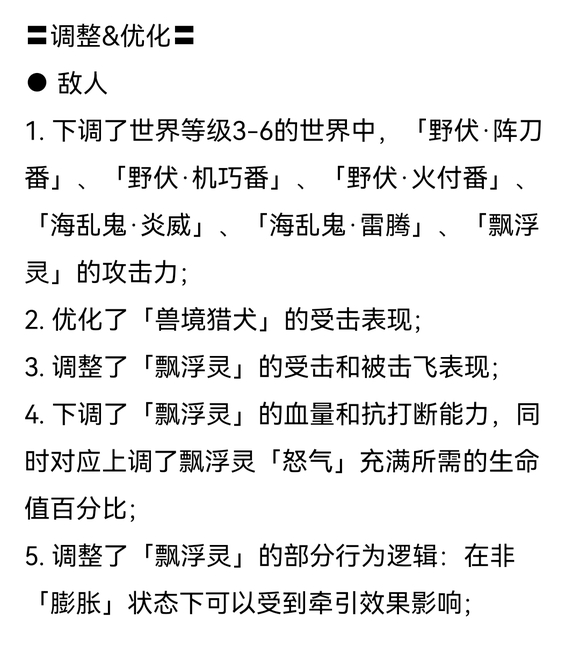 〓调整&优化〓
● 敌人
1. 下调了世界等级3-6的世界中，「野伏·阵刀
番」、「野伏·机巧番」、「野伏·火付番」、
「海乱鬼·炎威」、「海乱鬼·雷腾」、「飘浮
灵」的攻击力；
2. 优化了「兽境猎犬」的受击表现；
3. 调整了「飘浮灵」的受击和被击飞表现；
4. 下调了「飘浮灵」的血量和抗打断能力，同
时对应上调了飘浮灵「怒气」充满所需的生命
值百分比；
5. 调整了「飘浮灵」的部分行为逻辑：在非
「膨胀」状态下可以受到牵引效果影响；